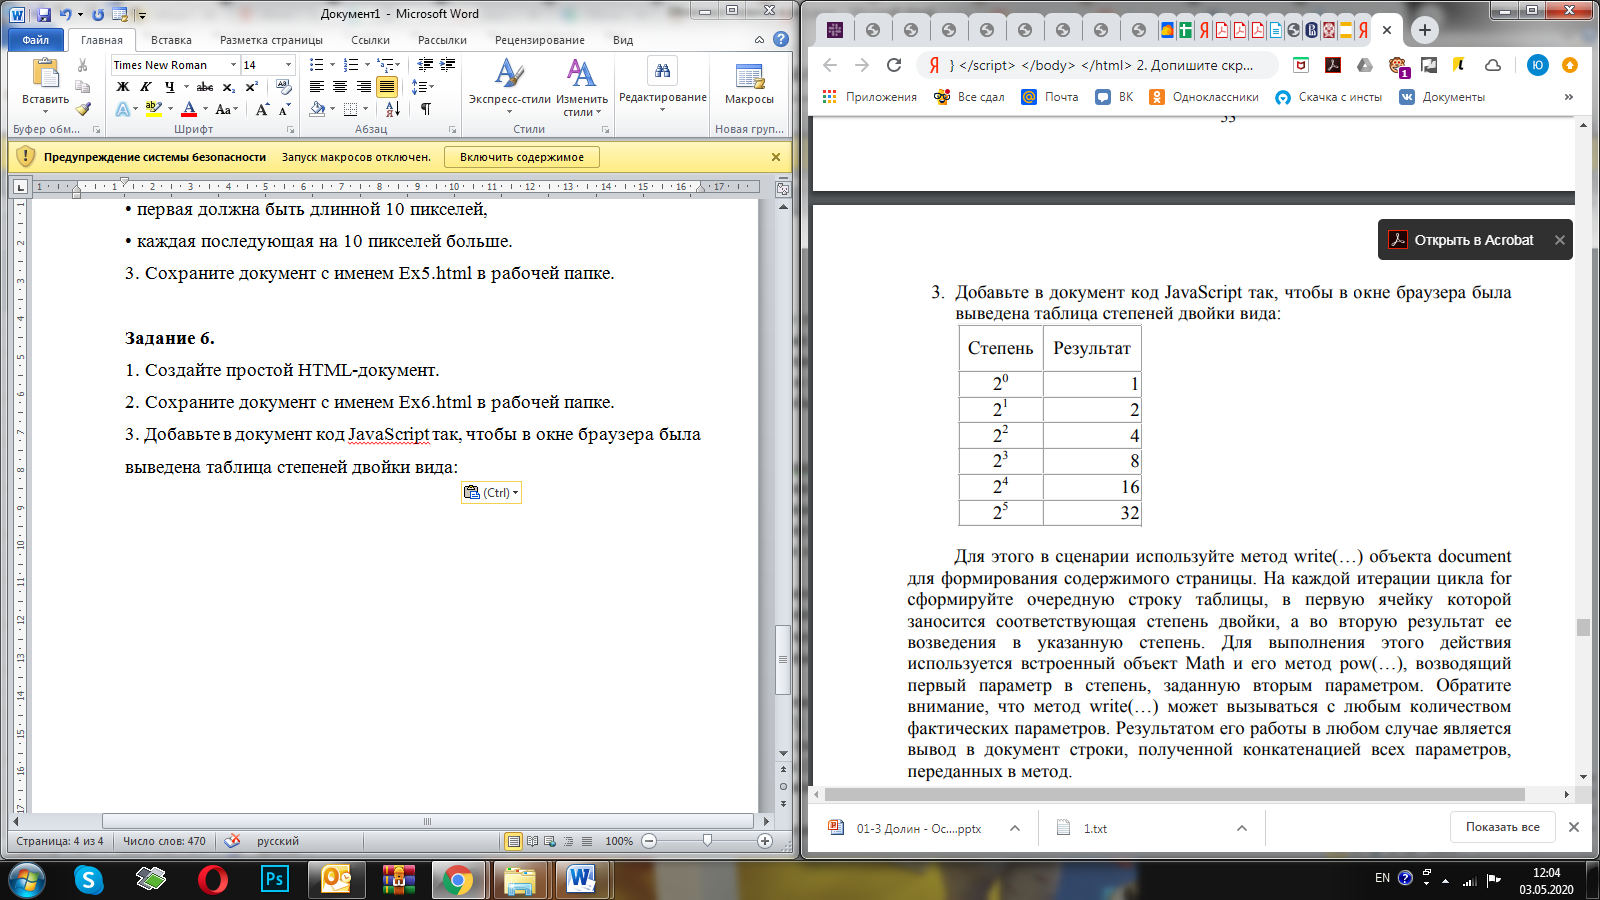 Документ1 - Microsoft Word
Файл
Главная
Вставка
Разметка страницы
Ссылки
Рассылки
Рецензирование
Вид
Times New Roman
14
Вставить
Экспресс-стили
Изменить стили
Редактирование
Макросы
Буфер обм...
Шрифт
Абзац
Стили
Новая груп...
Предупреждение системы безопасности
Запуск макросов отключен.
Включить содержимое
• первая должна быть длинной 10 пикселей,
• каждая последующая на 10 пикселей больше.
3. Сохраните документ с именем Ex5.html в рабочей папке.
Задание 6.
1. Создайте простой HTML-документ.
2. Сохраните документ с именем Ex6.html в рабочей папке.
3. Добавьте в документ код JavaScript так, чтобы в окне браузера была
выведена таблица степеней двойки вида:
(Ctrl)
Страница: 4 из 4
Число слов: 470
русский
100%
} </script> </body> </html> 2. Допишите скр...
Приложения
Все сдал
Почта
ВК
Одноклассники
Скачка с инсты
Документы
»
Открыть в Acrobat
3. Добавьте в документ код JavaScript так, чтобы в окне браузера была
выведена таблица степеней двойки вида:
Степень Результат
2⁰ 1
2¹ 2
2² 4
2³ 8
2⁴ 16
2⁵ 32
Для этого в сценарии используйте метод write(…) объекта document
для формирования содержимого страницы. На каждой итерации цикла for
сформируйте очередную строку таблицы, в первую ячейку которой
заносится соответствующая степень двойки, а во вторую результат ее
возведения в указанную степень. Для выполнения этого действия
используется встроенный объект Math и его метод pow(…), возводящий
первый параметр в степень, заданную вторым параметром. Обратите
внимание, что метод write(…) может вызываться с любым количеством
фактических параметров. Результатом его работы в любом случае является
вывод в документ строки, полученной конкатенацией всех параметров,
переданных в метод.
01-3 Долин - Ос....pptx
1.txt
Показать все
EN
12:04
03.05.2020